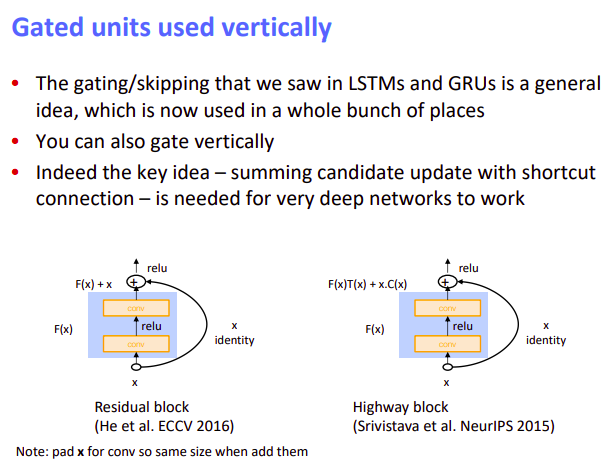 Gated units used vertically
• The gating/skipping that we saw in LSTMs and GRUs is a general
idea, which is now used in a whole bunch of places
• You can also gate vertically
• Indeed the key idea – summing candidate update with shortcut
connection – is needed for very deep networks to work
relu
F(x) + x
+
conv
F(x)
relu
x
identity
conv
x
Residual block
(He et al. ECCV 2016)
relu
F(x)T(x) + x.C(x)
+
conv
F(x)
relu
x
identity
conv
x
Highway block
(Srivistava et al. NeurIPS 2015)
Note: pad x for conv so same size when add them